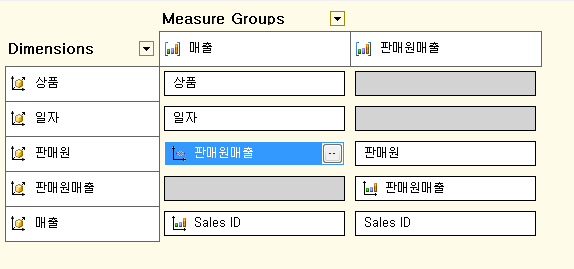 Measure Groups
Dimensions
매출
판매원매출
상품
상품
일자
일자
판매원
판매원매출
판매원
판매원매출
판매원매출
매출
Sales ID
Sales ID